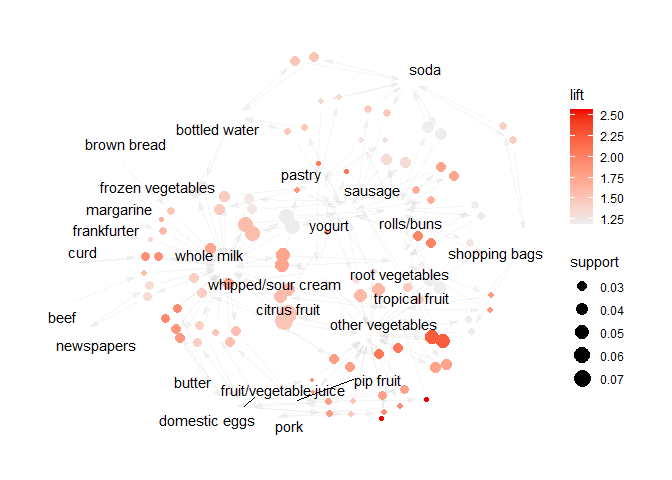 soda
bottled water
brown bread
pastry
frozen vegetables
sausage
margarine
yogurt
rolls/buns
frankfurter
curd
whole milk
shopping bags
root vegetables
whipped/sour cream
tropical fruit
citrus fruit
beef
other vegetables
newspapers
butter
pip fruit
fruit/vegetable juice
domestic eggs
pork
lift
2.50
2.25
2.00
1.75
1.50
1.25
support
0.03
0.04
0.05
0.06
0.07